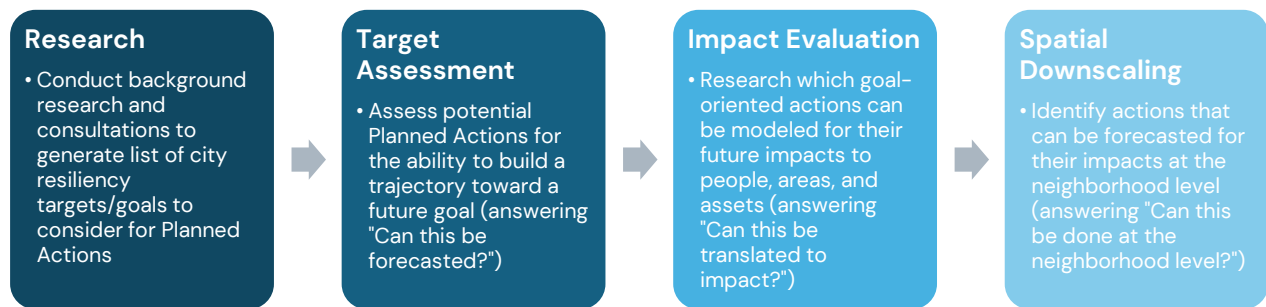 Research
• Conduct background
research and
consultations to
generate list of city
resiliency
targets/goals to
consider for Planned
Actions
Target
Assessment
• Assess potential
Planned Actions for
the ability to build a
trajectory toward a
future goal (answering
"Can this be
forecasted?")
Impact Evaluation
• Research which goal-
oriented actions can
be modeled for their
future impacts to
people, areas, and
assets (answering
"Can this be
translated to
impact?")
Spatial
Downscaling
• Identify actions that
can be forecasted for
their impacts at the
neighborhood level
(answering "Can this
be done at the
neighborhood level?")